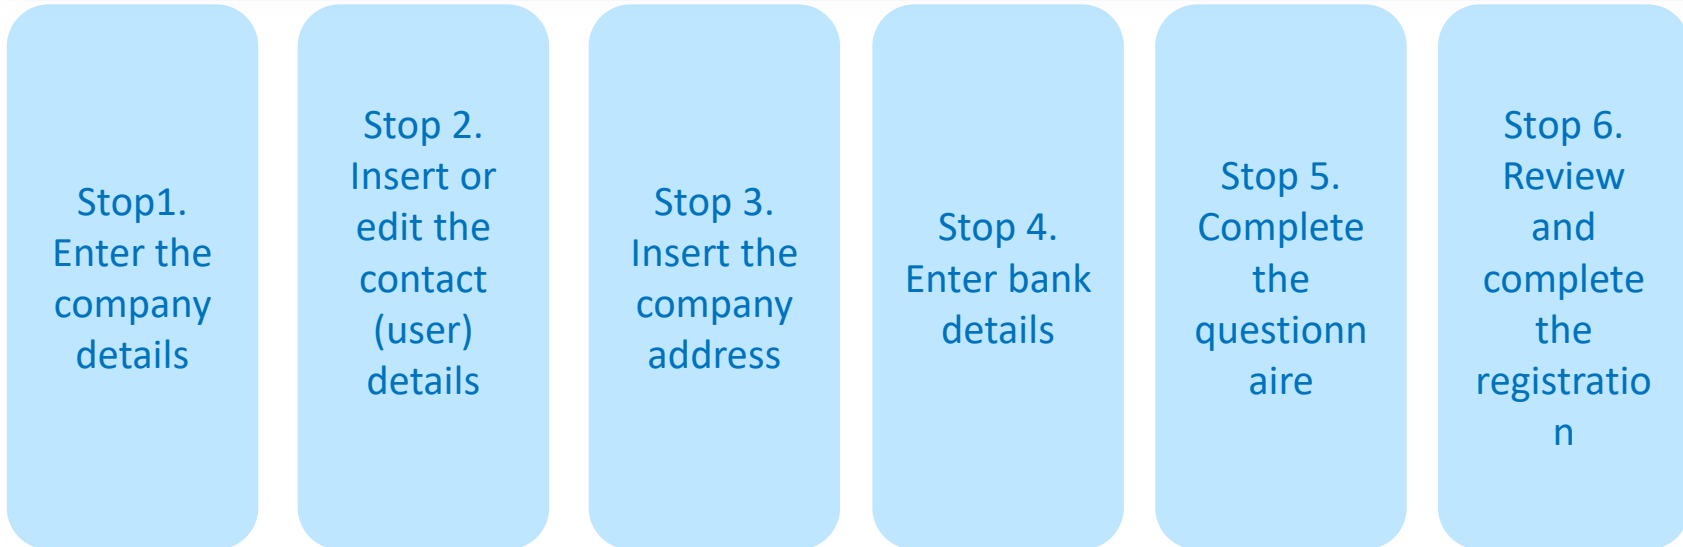 Stop1.
Enter the
company
details
Stop 2.
Insert or
edit the
contact
(user)
details
Stop 3.
Insert the
company
address
Stop 4.
Enter bank
details
Stop 5.
Complete
the
questionn
aire
Stop 6.
Review
and
complete
the
registratio
n